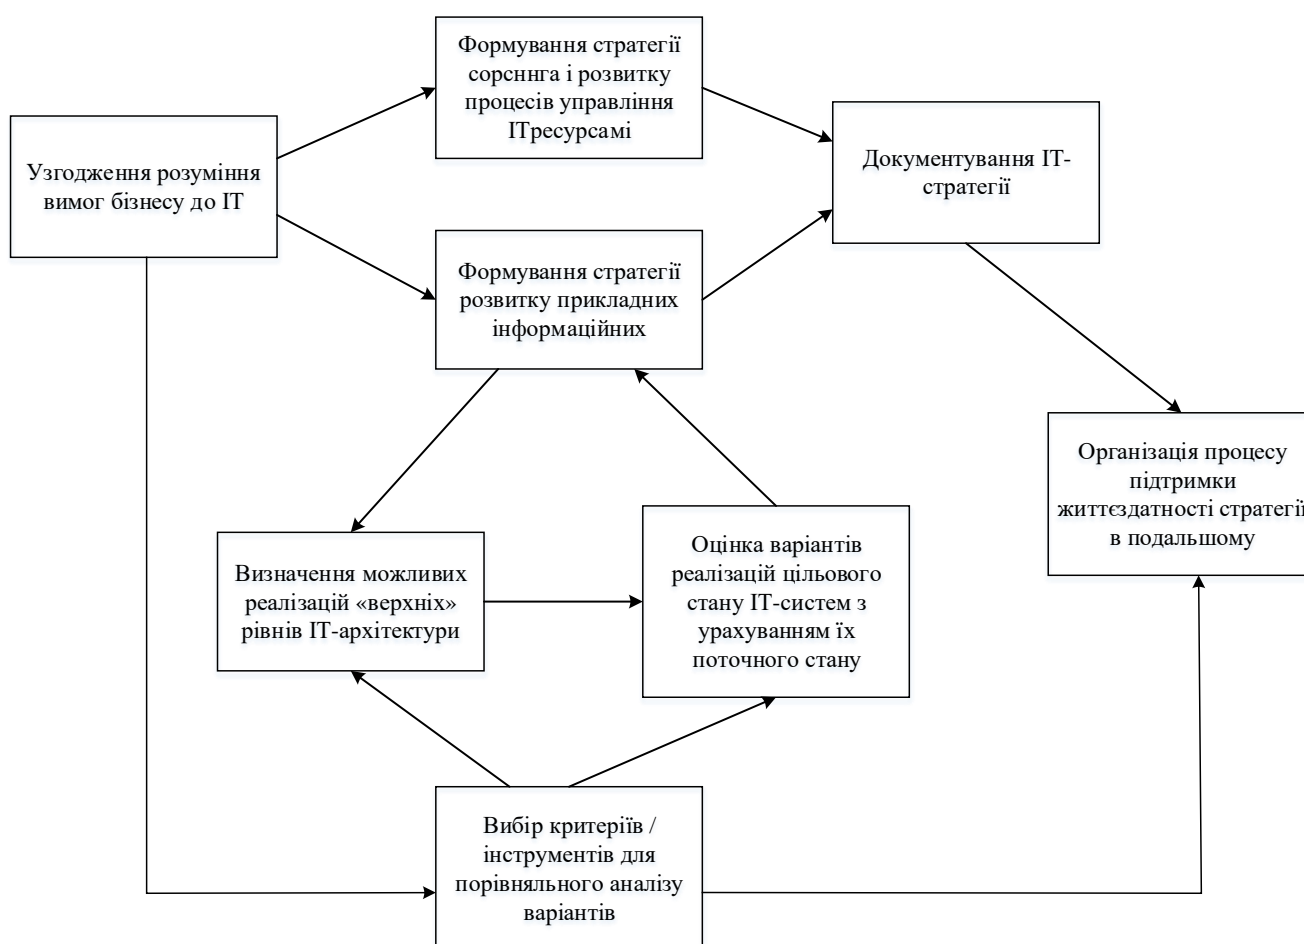 Формування стратегії
сорсннга і розвитку
процесів управління
ІТресурсамі
Узгодження розуміння
вимог бізнесу до ІТ
Документування ІТ-
стратегії
Формування стратегії
розвитку прикладних
інформаційних
Організація процесу
підтримки
життєздатності стратегії
в подальшому
Визначення можливих
реалізацій «верхніх»
рівнів ІТ-архітектури
Оцінка варіантів
реалізацій цільового
стану ІТ-систем з
урахуванням їх
поточного стану
Вибір критеріїв /
інструментів для
порівняльного аналізу
варіантів